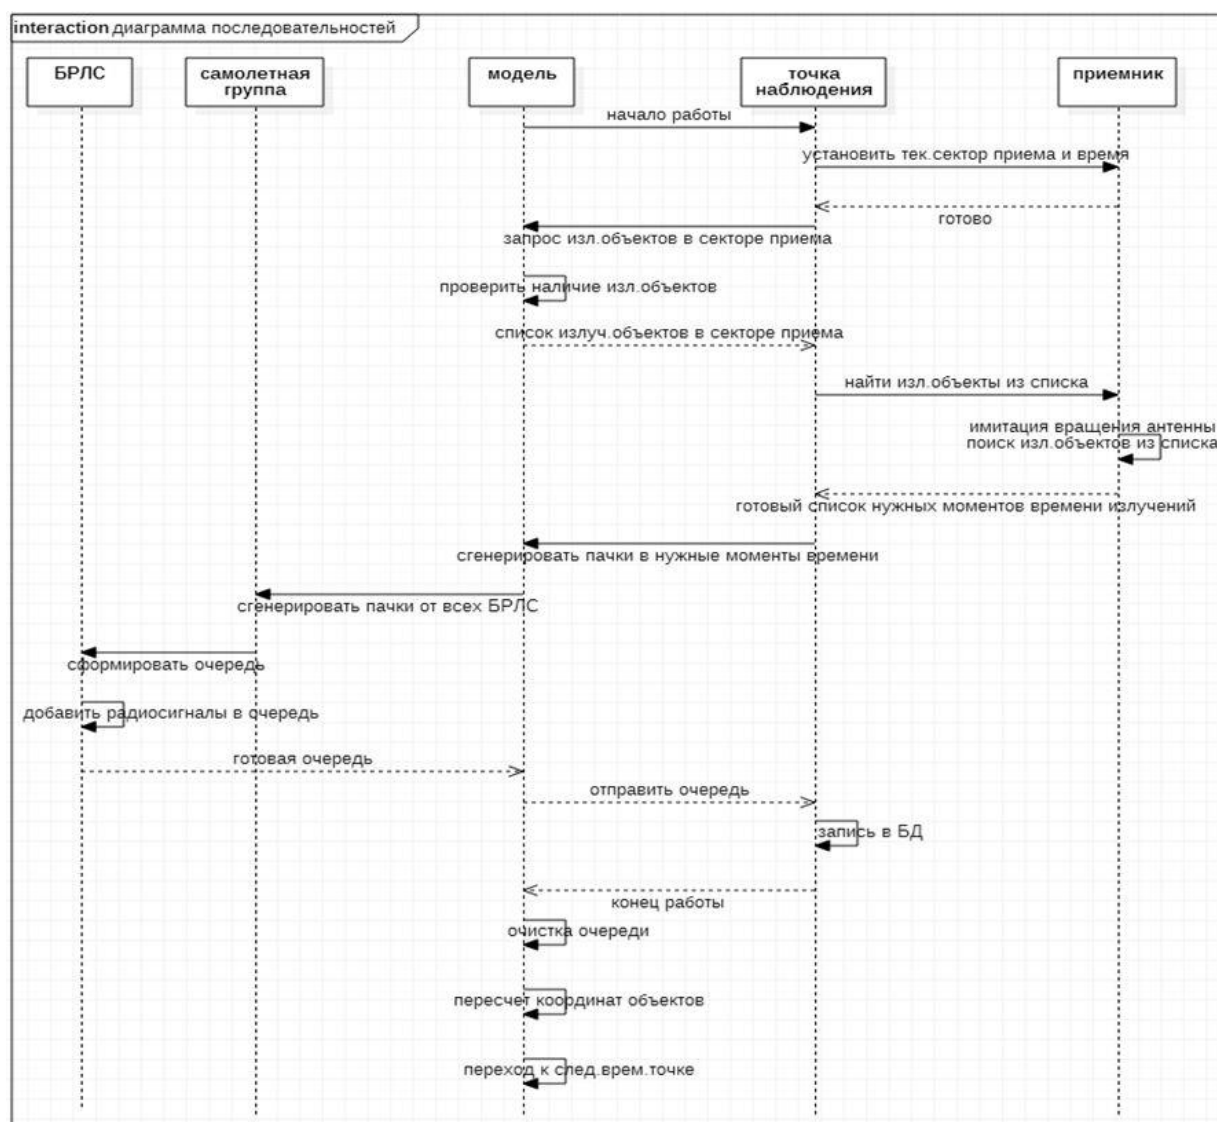 interaction диаграмма последовательностей
БРЛС
самолетная
группа
модель
точка
наблюдения
приемник
начало работы
установить тек.сектор приема и время
готово
запрос изл.объектов в секторе приема
проверить наличие изл.объектов
список излуч.объектов в секторе приема
найти изл.объекты из списка
имитация вращения антенны
поиск изл.объектов из списка
готовый список нужных моментов времени излучений
сгенерировать пачки в нужные моменты времени
сгенерировать пачки от всех БРЛС
сформировать очередь
добавить радиосигналы в очередь
готовая очередь
отправить очередь
запись в БД
конец работы
очистка очереди
пересчет координат объектов
переход к след.врем.точке